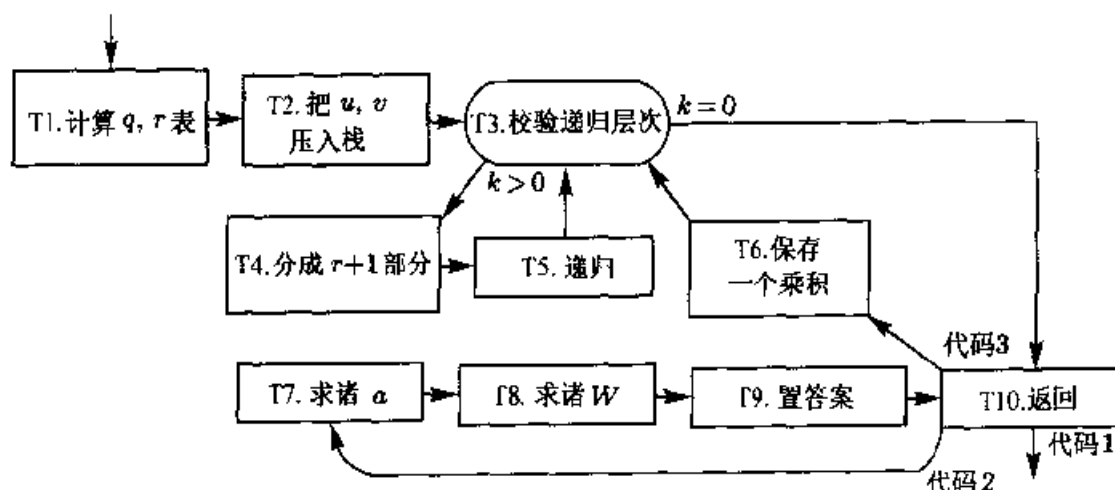 T1.计算 q, r 表
T2.把 u, v
压入栈
T3.校验递归层次
k=0
k>0
T4.分成 r+1 部分
T5.递归
T6.保存
一个乘积
代码3
T7.求诸 a
T8.求诸 W
T9.置答案
T10.返回
代码1
代码2